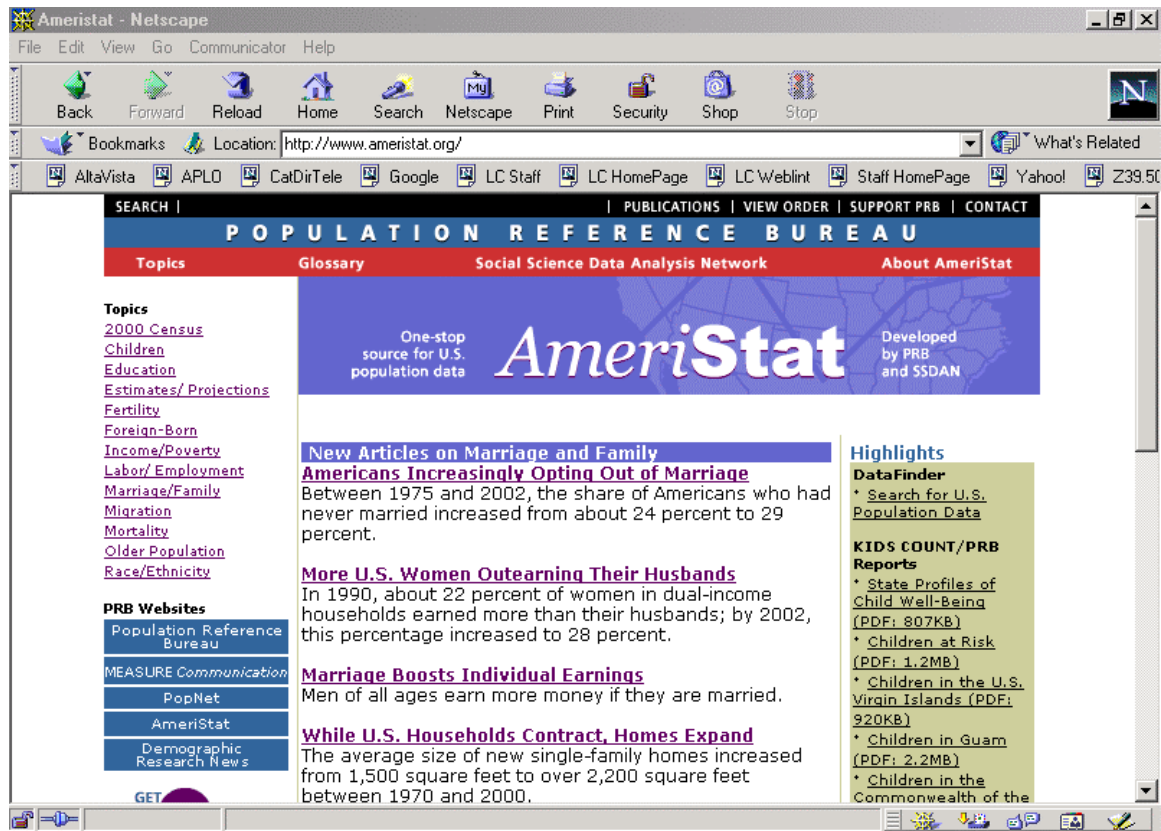 Ameristat - Netscape
File Edit View Go Communicator Help
My
Back Forward Reload Home Search Netscape Print Security Shop Stop
N
Bookmarks Location: http://www.ameristat.org/ What's Related
AltaVista APLO CatDirTele Google LC Staff LC HomePage LC Weblint Staff HomePage Yahoo! Z39.50
SEARCH | | PUBLICATIONS | VIEW ORDER | SUPPORT PRB | CONTACT
POPULATION REFERENCE BUREAU
Topics Glossary Social Science Data Analysis Network About AmeriStat
One-stop
source for U.S.
population data
AmeriStat
Developed
by PRB
and SSDAN
Topics
2000 Census
Children
Education
Estimates/ Projections
Fertility
Foreign-Born
Income/Poverty
Labor/ Employment
Marriage/Family
Migration
Mortality
Older Population
Race/Ethnicity
PRB Websites
Population Reference
Bureau
MEASURE Communication
PopNet
AmeriStat
Demographic
Research News
GET
New Articles on Marriage and Family
Americans Increasingly Opting Out of Marriage
Between 1975 and 2002, the share of Americans who had
never married increased from about 24 percent to 29
percent.
More U.S. Women Outearning Their Husbands
In 1990, about 22 percent of women in dual-income
households earned more than their husbands; by 2002,
this percentage increased to 28 percent.
Marriage Boosts Individual Earnings
Men of all ages earn more money if they are married.
While U.S. Households Contract, Homes Expand
The average size of new single-family homes increased
from 1,500 square feet to over 2,200 square feet
between 1970 and 2000.
Highlights
DataFinder
* Search for U.S.
Population Data
KIDS COUNT/PRB
Reports
* State Profiles of
Child Well-Being
(PDF: 807KB)
* Children at Risk
(PDF: 1.2MB)
* Children in the U.S.
Virgin Islands (PDF:
920KB)
* Children in Guam
(PDF: 2.2MB)
* Children in the
Commonwealth of the